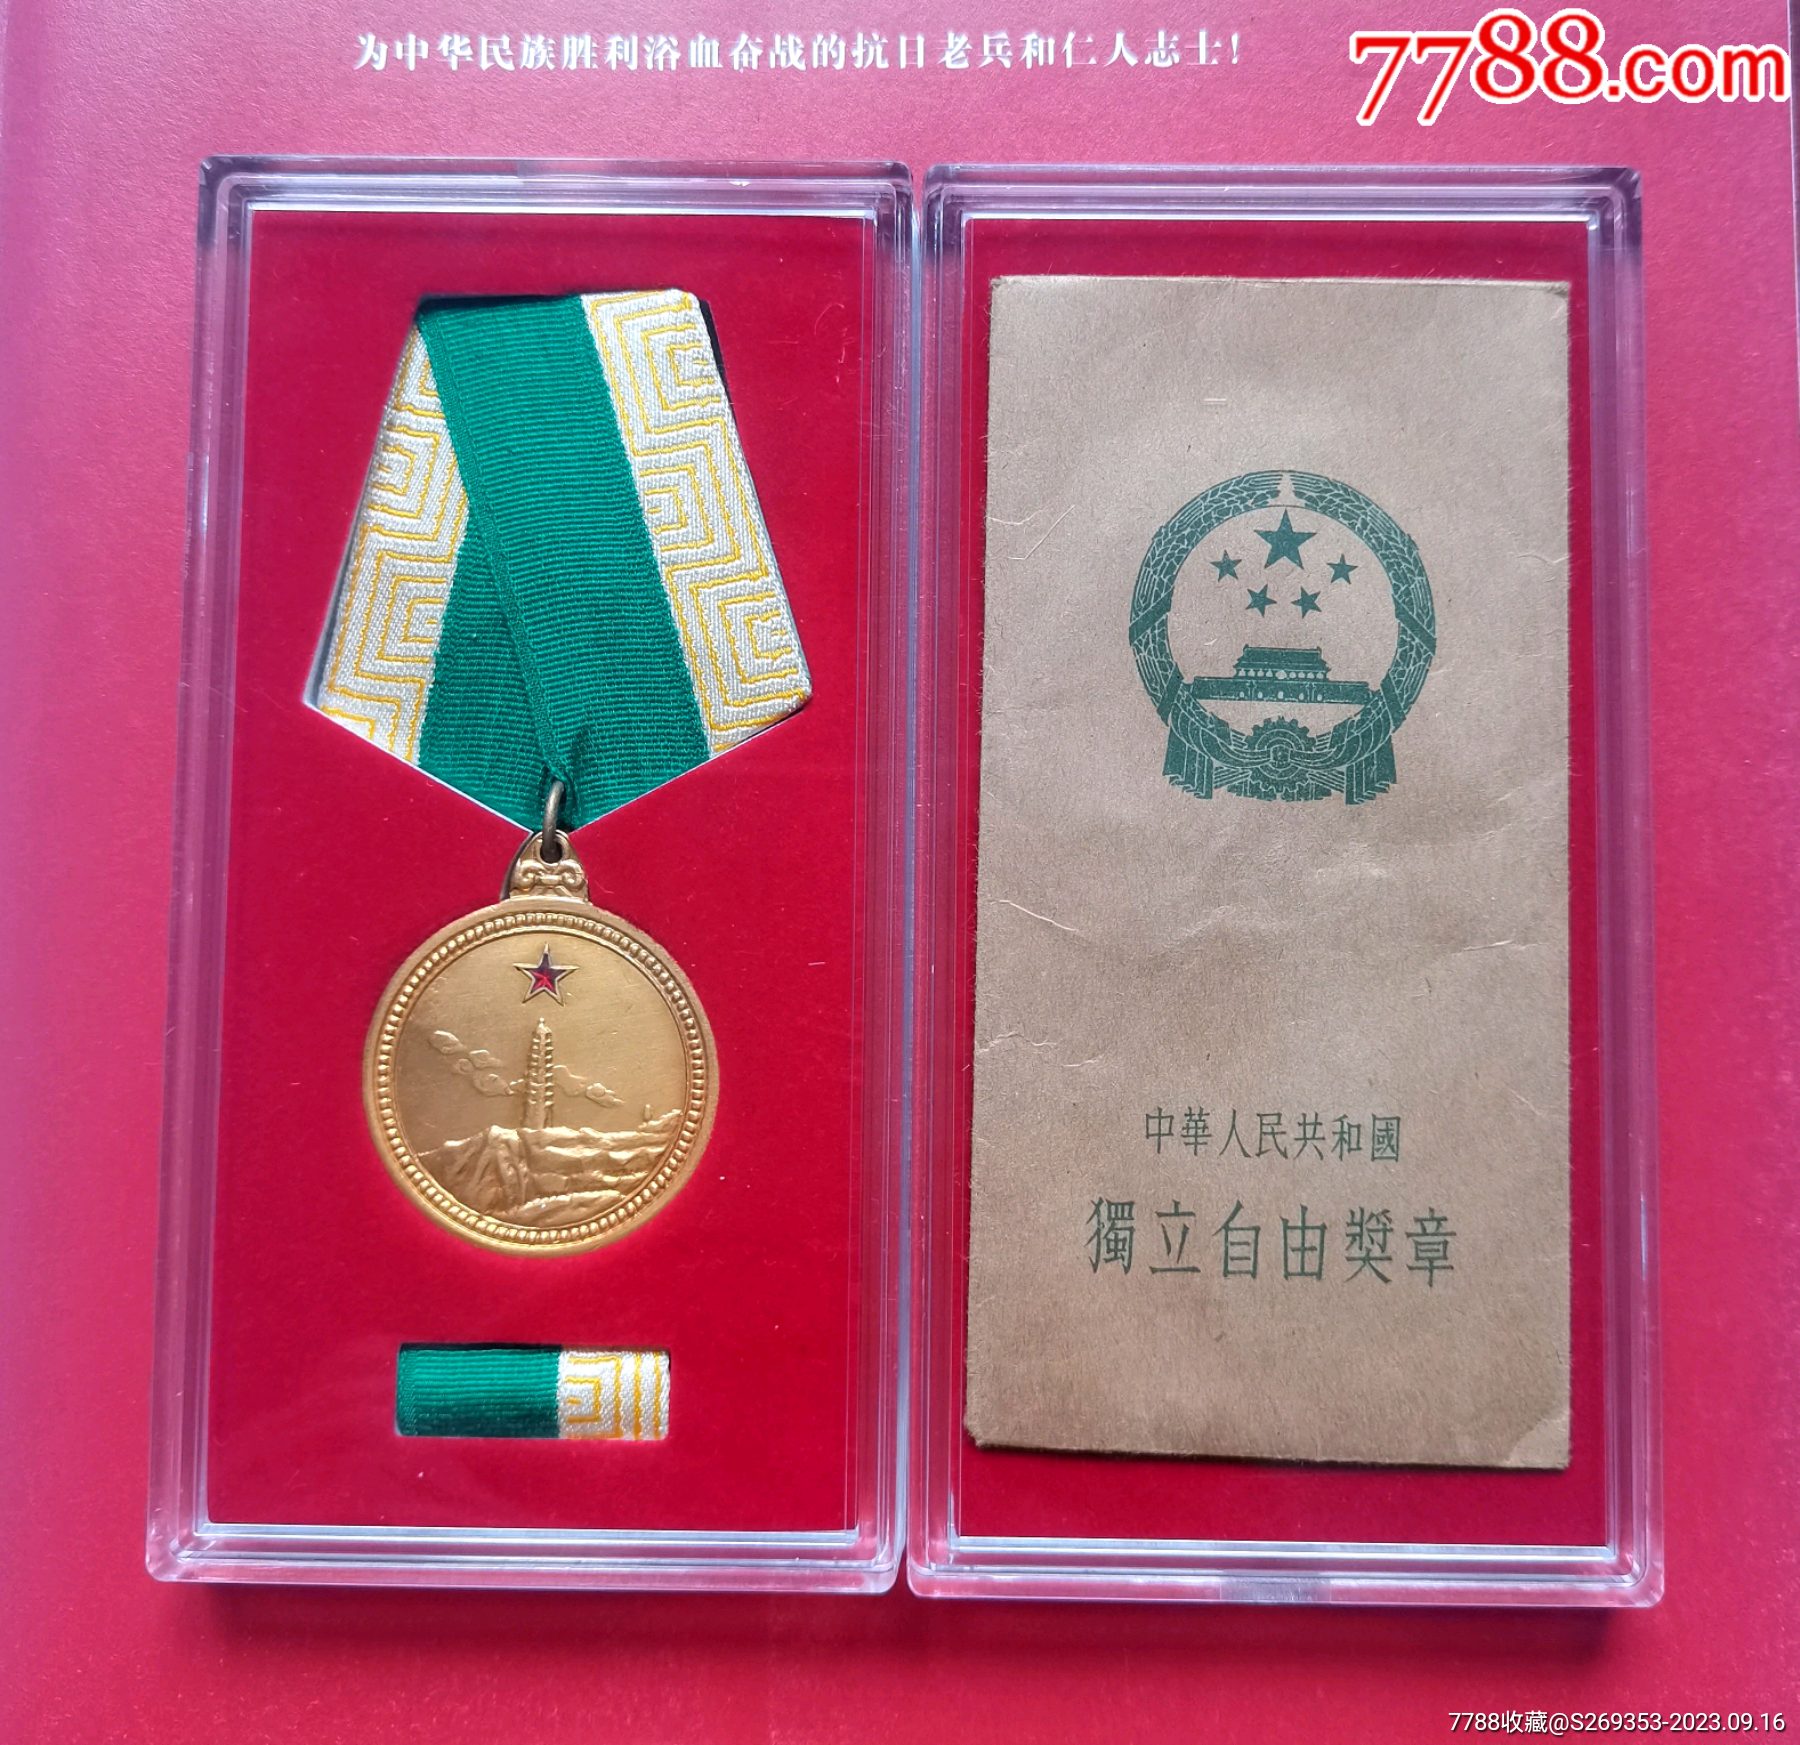 为中华民族胜利浴血奋战的抗日老兵和仁人志士！
7788.com
中華人民共和國
獨立自由奬章
7788收藏@S269353-2023.09.16